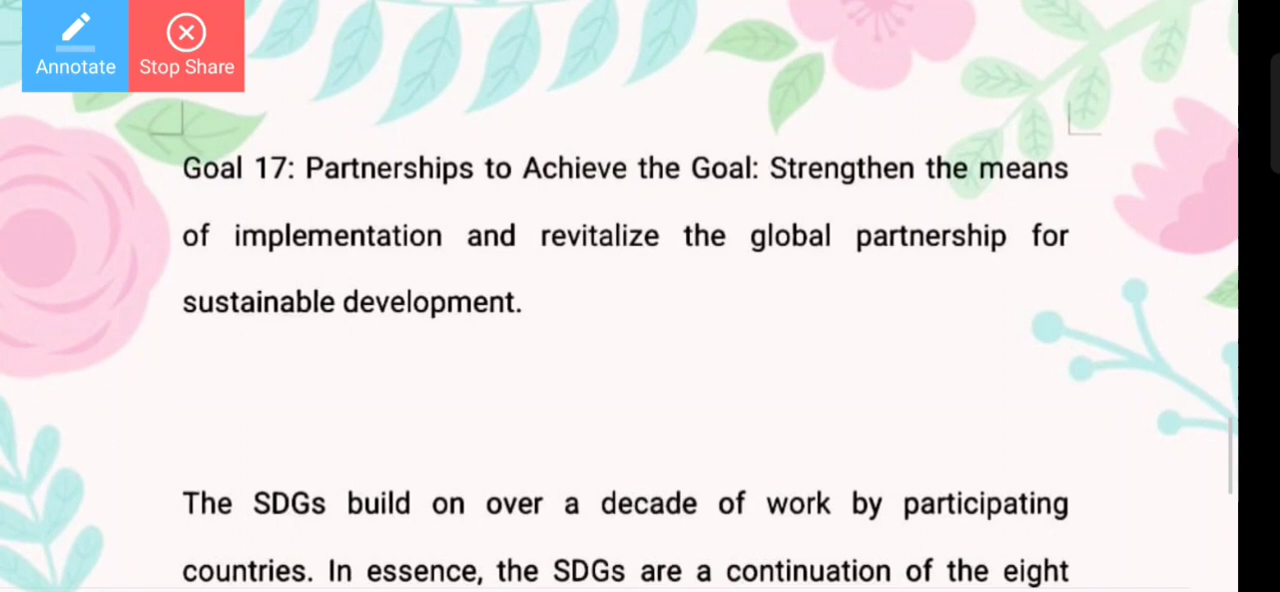 Annotate Stop Share
Goal 17: Partnerships to Achieve the Goal: Strengthen the means
of implementation and revitalize the global partnership for
sustainable development.
The SDGs build on over a decade of work by participating
countries. In essence, the SDGs are a continuation of the eight